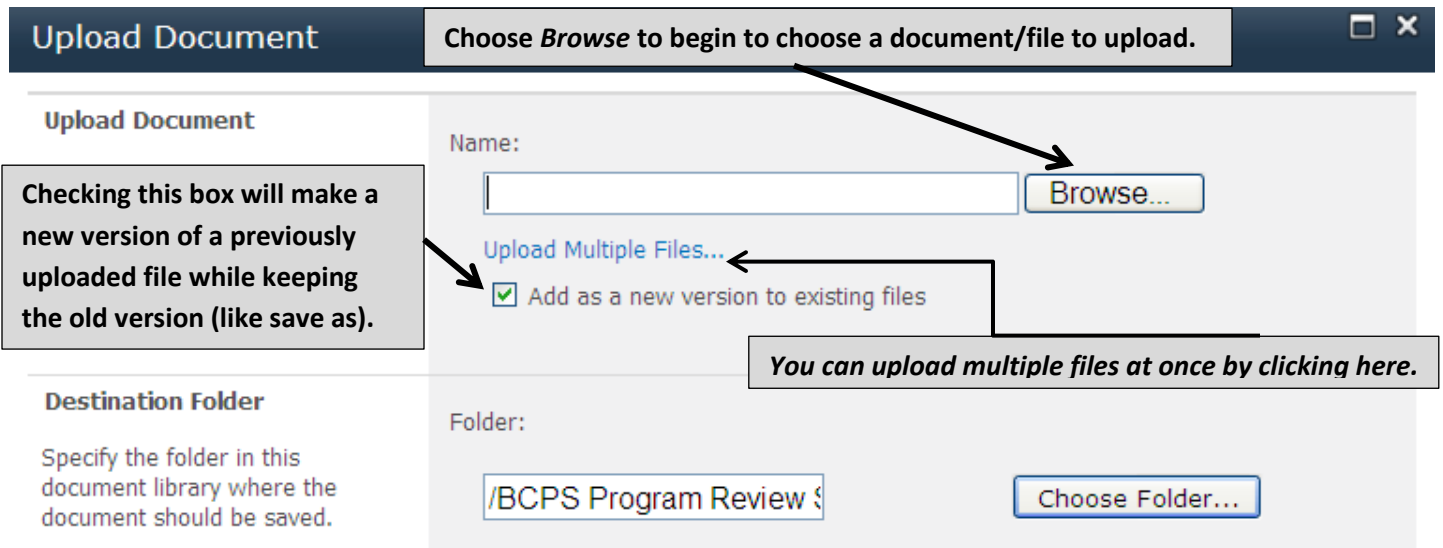 Upload Document
Choose Browse to begin to choose a document/file to upload.
Upload Document
Name:
Checking this box will make a
new version of a previously
uploaded file while keeping
the old version (like save as).
Browse...
Upload Multiple Files...
Add as a new version to existing files
You can upload multiple files at once by clicking here.
Destination Folder
Specify the folder in this
document library where the
document should be saved.
Folder:
/BCPS Program Review S
Choose Folder...